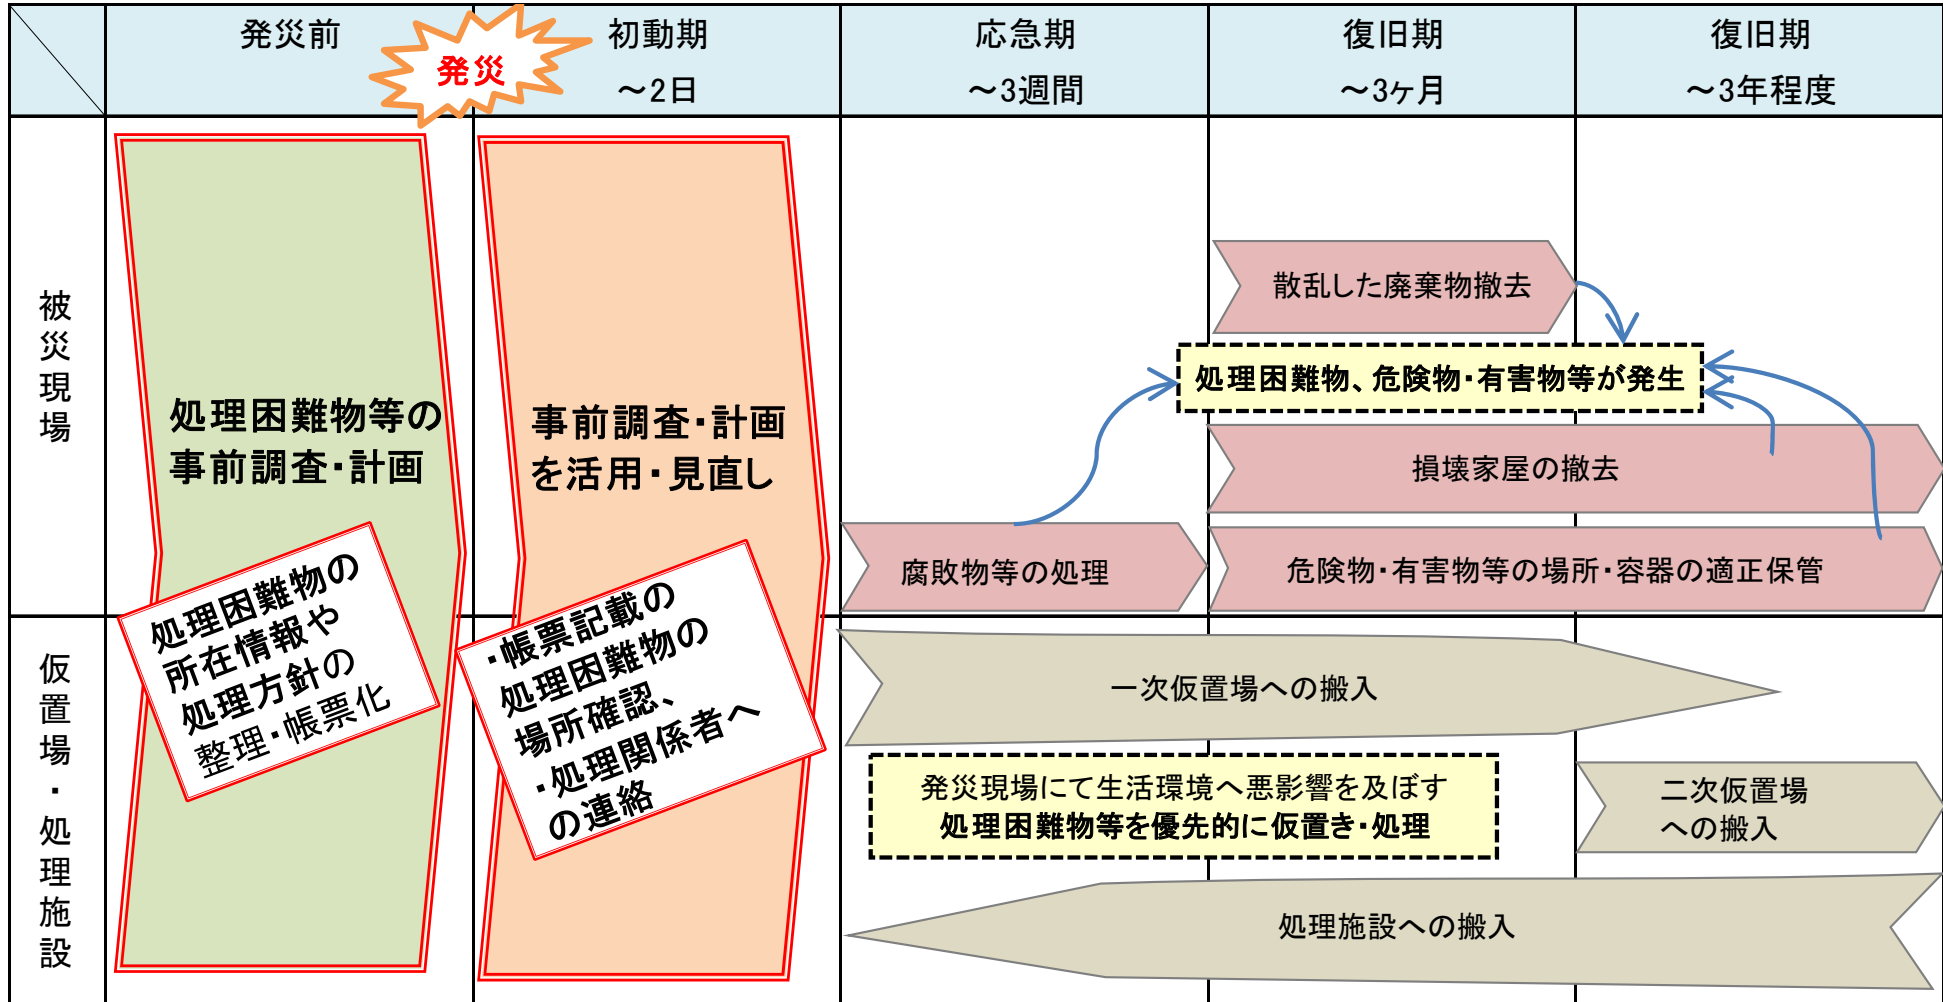 発災前
発災
初動期
～2日
応急期
～3週間
復旧期
～3ヶ月
復旧期
～3年程度
被災現場
処理困難物等の
事前調査・計画
事前調査・計画
を活用・見直し
散乱した廃棄物撤去
処理困難物、危険物・有害物等が発生
損壊家屋の撤去
腐敗物等の処理
危険物・有害物等の場所・容器の適正保管
処理困難物の
所在情報や
処理方針の
整理・帳票化
・帳票記載の
処理困難物の
場所確認、
・処理関係者へ
の連絡
仮置場・処理施設
一次仮置場への搬入
発災現場にて生活環境へ悪影響を及ぼす
処理困難物等を優先的に仮置き・処理
二次仮置場
への搬入
処理施設への搬入